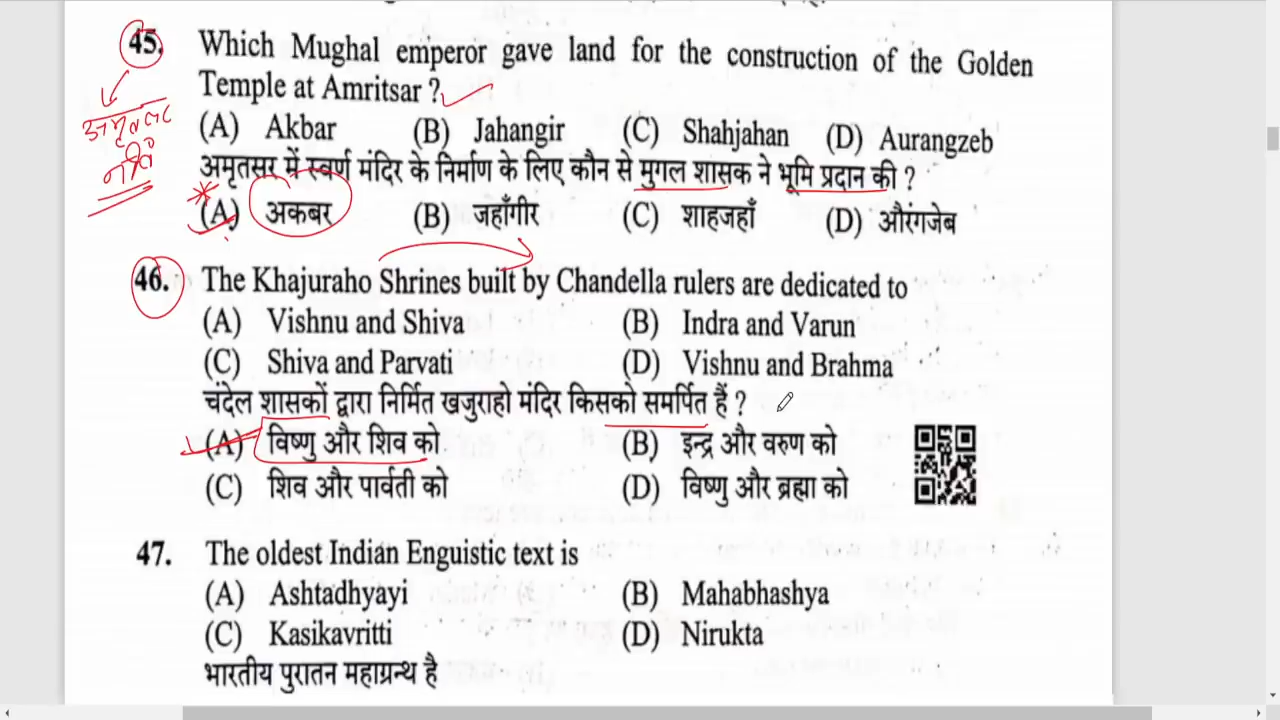 45. Which Mughal emperor gave land for the construction of the Golden
Temple at Amritsar ?
(A) Akbar (B) Jahangir (C) Shahjahan (D) Aurangzeb
अमृतसर में स्वर्ण मंदिर के निर्माण के लिए कौन से मुगल शासक ने भूमि प्रदान की ?
(A) अकबर (B) जहाँगीर (C) शाहजहाँ (D) औरंगजेब
46. The Khajuraho Shrines built by Chandella rulers are dedicated to
(A) Vishnu and Shiva (B) Indra and Varun
(C) Shiva and Parvati (D) Vishnu and Brahma
चंदेल शासकों द्वारा निर्मित खजुराहो मंदिर किसको समर्पित हैं ?
(A) विष्णु और शिव को (B) इन्द्र और वरुण को
(C) शिव और पार्वती को (D) विष्णु और ब्रह्मा को
47. The oldest Indian Enguistic text is
(A) Ashtadhyayi (B) Mahabhashya
(C) Kasikavritti (D) Nirukta
भारतीय पुरातन महाग्रन्थ है